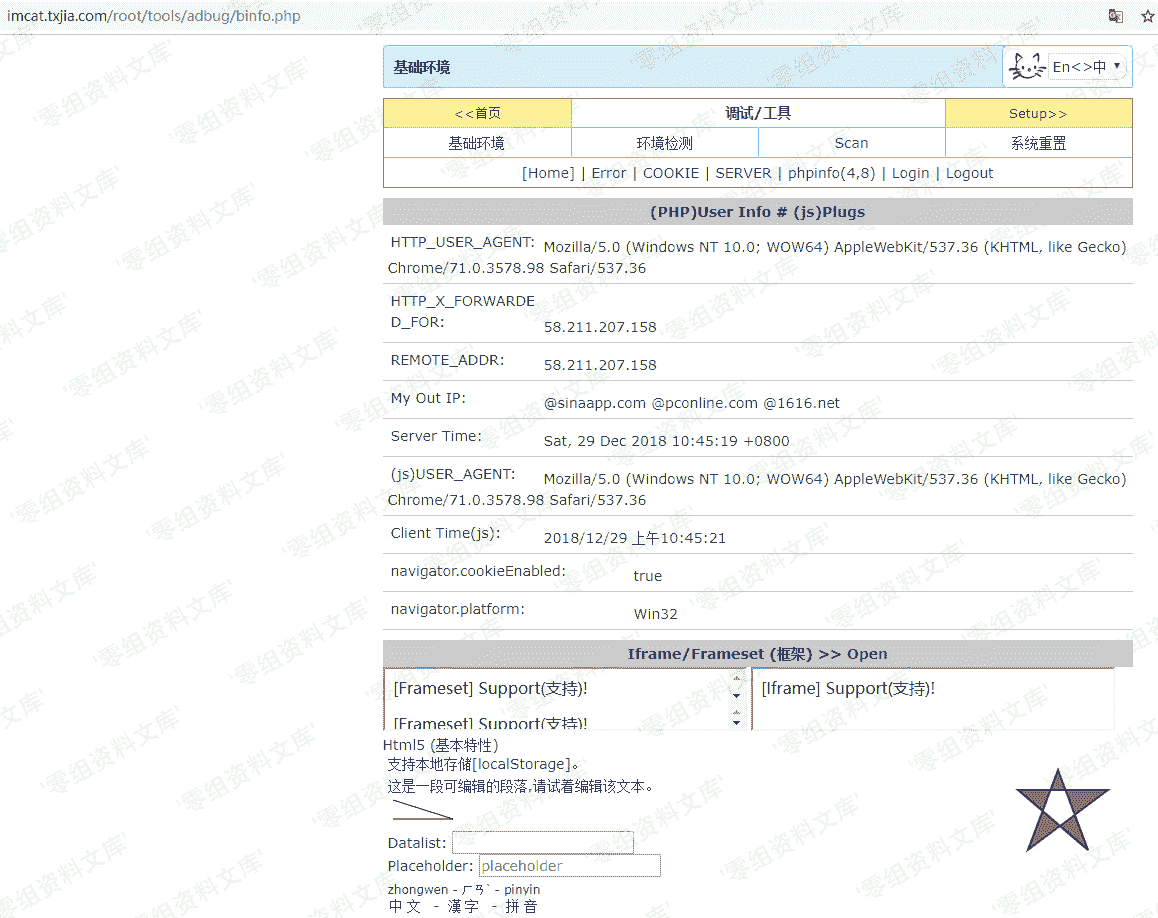 imcat.txjia.com/root/tools/adbug/binfo.php
基础环境
En<>中
<<首页 调试/工具 Setup>>
基础环境 环境检测 Scan 系统重置
[Home] | Error | COOKIE | SERVER | phpinfo(4,8) | Login | Logout
(PHP)User Info # (js)Plugs
HTTP_USER_AGENT: Mozilla/5.0 (Windows NT 10.0; WOW64) AppleWebKit/537.36 (KHTML, like Gecko)
Chrome/71.0.3578.98 Safari/537.36
HTTP_X_FORWARDE
D_FOR: 58.211.207.158
REMOTE_ADDR: 58.211.207.158
My Out IP: @sinaapp.com @pconline.com @1616.net
Server Time: Sat, 29 Dec 2018 10:45:19 +0800
(js)USER_AGENT: Mozilla/5.0 (Windows NT 10.0; WOW64) AppleWebKit/537.36 (KHTML, like Gecko)
Chrome/71.0.3578.98 Safari/537.36
Client Time(js): 2018/12/29 上午10:45:21
navigator.cookieEnabled: true
navigator.platform: Win32
Iframe/Frameset (框架) >> Open
[Frameset] Support(支持)! [Iframe] Support(支持)!
[Frameset] Support(支持)!
Html5 (基本特性)
支持本地存储[localStorage]。
这是一段可编辑的段落,请试着编辑该文本。
Datalist:
Placeholder: placeholder
zhongwen - ㄏㄢˋ - pinyin
中文 - 漢字 - 拼音
零组资料文库